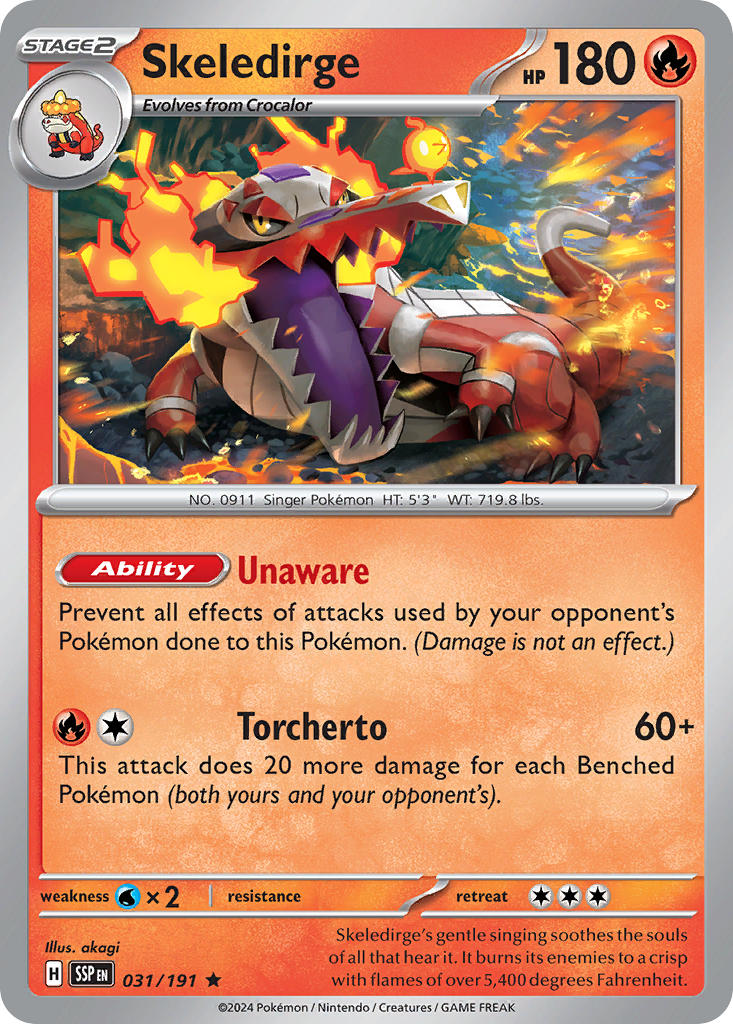 STAGE2
Skeledirge
HP 180
Evolves from Crocalor
NO. 0911 Singer Pokémon HT: 5'3" WT: 719.8 lbs.
Ability Unaware
Prevent all effects of attacks used by your opponent's
Pokémon done to this Pokémon. (Damage is not an effect.)
Torcherto 60+
This attack does 20 more damage for each Benched
Pokémon (both yours and your opponent's).
weakness ×2 resistance retreat
Illus. akagi
H SSP EN 031/191 ★
Skeledirge's gentle singing soothes the souls
of all that hear it. It burns its enemies to a crisp
with flames of over 5,400 degrees Fahrenheit.
©2024 Pokémon / Nintendo / Creatures / GAME FREAK